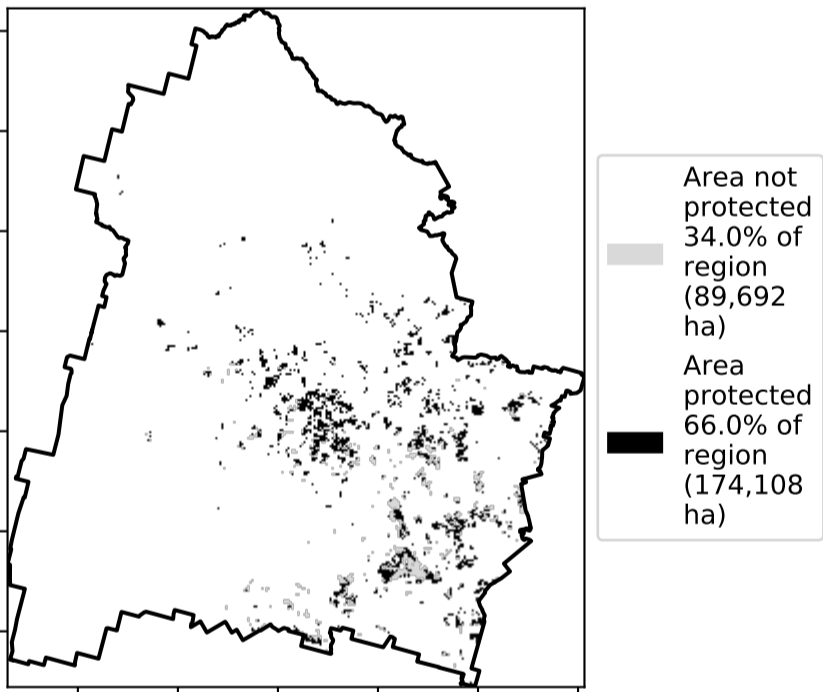 Area not
protected
34.0% of
region
(89,692
ha)
Area
protected
66.0% of
region
(174,108
ha)